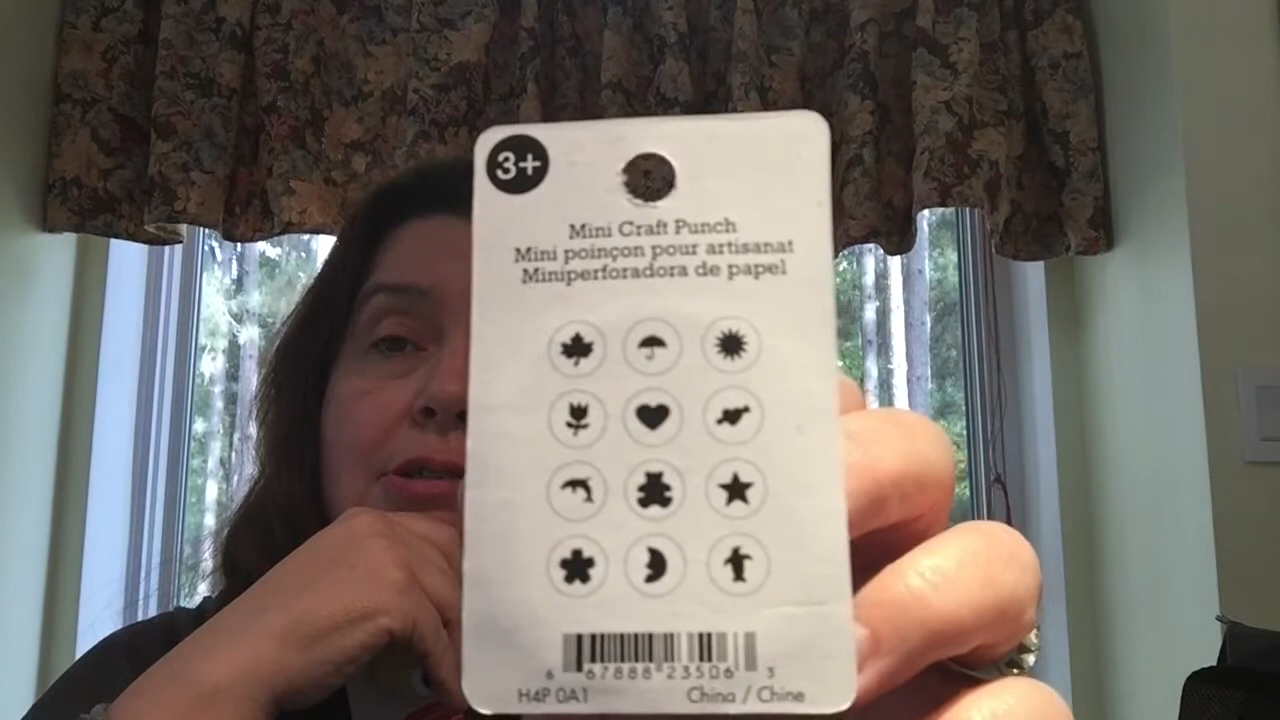 3+
Mini Craft Punch
Mini poinçon pour artisanat
Miniperforadora de papel
6 67888 23506 3
H4P 0A1 China / Chine